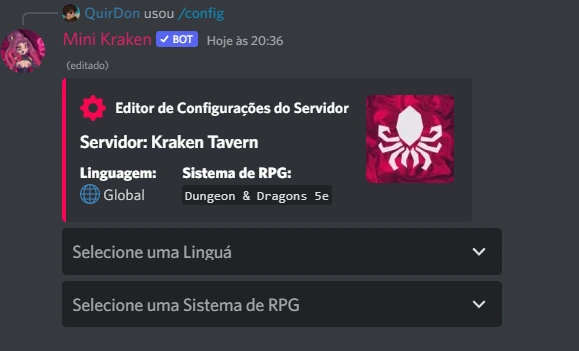 QuirDon usou /config
Mini Kraken ✓ BOT Hoje às 20:36
(editado)
Editor de Configurações do Servidor
Servidor: Kraken Tavern
Linguagem: Sistema de RPG:
Global Dungeon & Dragons 5e
Selecione uma Linguá
Selecione uma Sistema de RPG